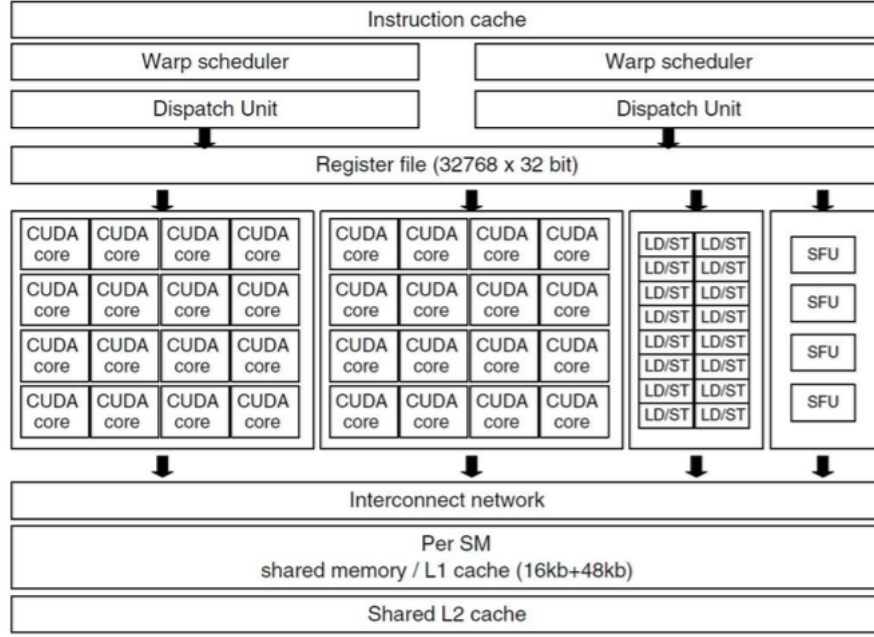 Instruction cache
Warp scheduler Warp scheduler
Dispatch Unit Dispatch Unit
Register file (32768 x 32 bit)
CUDA CUDA CUDA CUDA
core core core core
CUDA CUDA CUDA CUDA
core core core core
CUDA CUDA CUDA CUDA
core core core core
CUDA CUDA CUDA CUDA
core core core core
CUDA CUDA CUDA CUDA
core core core core
CUDA CUDA CUDA CUDA
core core core core
CUDA CUDA CUDA CUDA
core core core core
CUDA CUDA CUDA CUDA
core core core core
LD/ST LD/ST
LD/ST LD/ST
LD/ST LD/ST
LD/ST LD/ST
LD/ST LD/ST
LD/ST LD/ST
LD/ST LD/ST
LD/ST LD/ST
SFU
SFU
SFU
SFU
Interconnect network
Per SM
shared memory / L1 cache (16kb+48kb)
Shared L2 cache